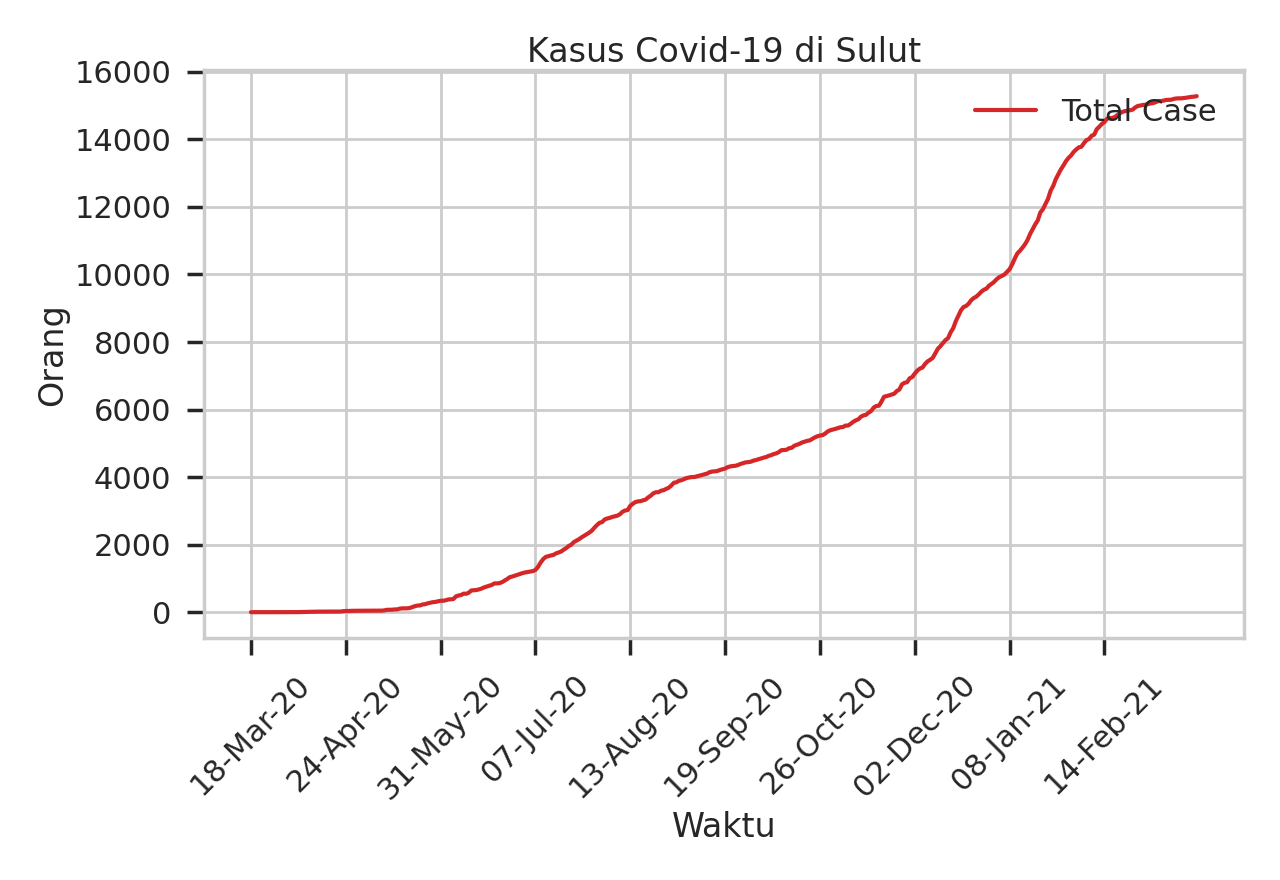 Kasus Covid-19 di Sulut
Total Case
16000
14000
12000
10000
8000
6000
4000
2000
0
Orang
18-Mar-20
24-Apr-20
31-May-20
07-Jul-20
13-Aug-20
19-Sep-20
26-Oct-20
02-Dec-20
08-Jan-21
14-Feb-21
Waktu